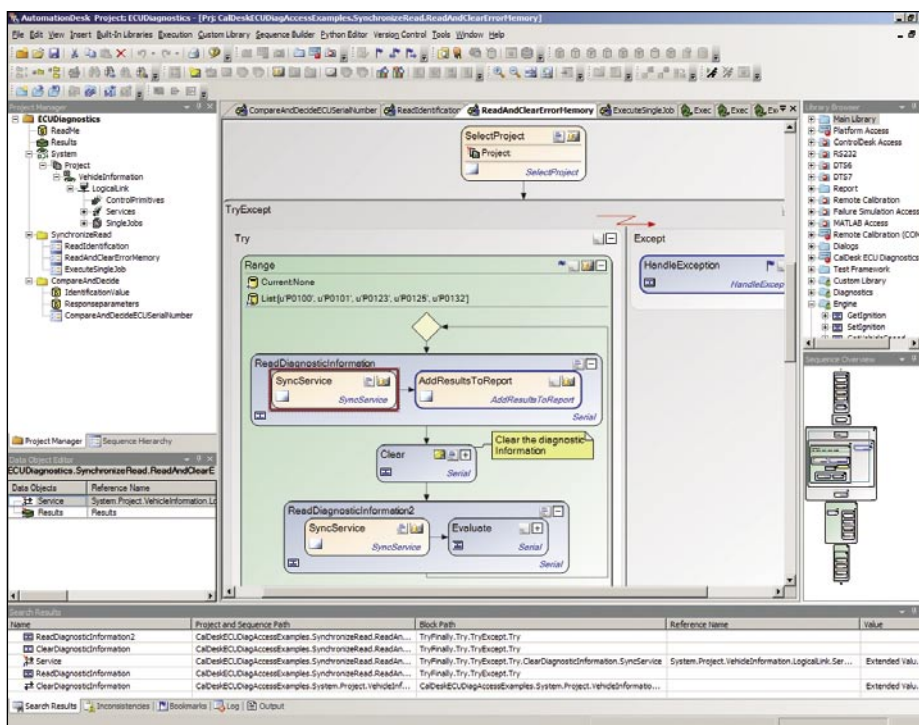 AutomationDesk Project: ECUDiagnostics - [Prj: CalDeskECUDiagAccessExamples.SynchronizeRead.ReadAndClearErrorMemory]
File Edit View Insert Built-In Libraries Execution Custom Library Sequence Builder Python Editor Version Control Tools Window Help
Project Manager
ECUDiagnostics
ReadMe
Results
System
Project
VehicleInformation
LogicalLink
ControlPrimitives
Services
SingleJobs
SynchronizeRead
ReadIdentification
ReadAndClearErrorMemory
ExecuteSingleJob
CompareAndDecide
IdentificationValue
Responseparameters
CompareAndDecideECUSerialNumber
Project Manager Sequence Hierarchy
Data Object Editor
ECUDiagnostics.SynchronizeRead.ReadAndClearE
Data Objects Reference Name
Service System.Project.VehicleInformation.Lo
Results Results
CompareAndDecideECUSerialNumber ReadIdentification ReadAndClearErrorMemory ExecuteSingleJob Exec Exec Ex
SelectProject
Project
SelectProject
TryExcept
Try
Except
Range
CurrentNone
List[u'P0100', u'P0101', u'P0123', u'P0125', u'P0132']
HandleException
HandleExcep
ReadDiagnosticInformation
SyncService
SyncService
AddResultsToReport
AddResultsToReport
Serial
Clear
Serial
Clear the diagnostic
Information
ReadDiagnosticInformation2
SyncService
SyncService
Evaluate
Serial
Serial
Library Browser
Main Library
Platform Access
ControlDesk Access
RS232
DTS6
DTS7
Report
Remote Calibration
Failure Simulation Access
MATLAB Access
Remote Calibration (COM
Dialogs
CalDesk ECU Diagnostics
Test Framework
Custom Library
Diagnostics
Engine
GetIgnition
SetIgnition
Sequence Overview
Search Results
Name Project and Sequence Path Block Path Reference Name Value
ReadDiagnosticInformation2 CalDeskECUDiagAccessExamples.SynchronizeRead.ReadAn... TryFinally.Try.TryExcept.Try
ClearDiagnosticInformation CalDeskECUDiagAccessExamples.SynchronizeRead.ReadAn... TryFinally.Try.TryExcept.Try
Service CalDeskECUDiagAccessExamples.SynchronizeRead.ReadAn... TryFinally.Try.TryExcept.Try.ClearDiagnosticInformation.SyncService System.Project.VehicleInformation.LogicalLink.Ser... Extended Valu.
ReadDiagnosticInformation CalDeskECUDiagAccessExamples.SynchronizeRead.ReadAn... TryFinally.Try.TryExcept.Try
ClearDiagnosticInformation CalDeskECUDiagAccessExamples.System.Project.VehicleInf... CalDeskECUDiagAccessExamples.System.Project.VehicleInformatio... Extended Valu.
Search Results Inconsistencies Bookmarks Log Output